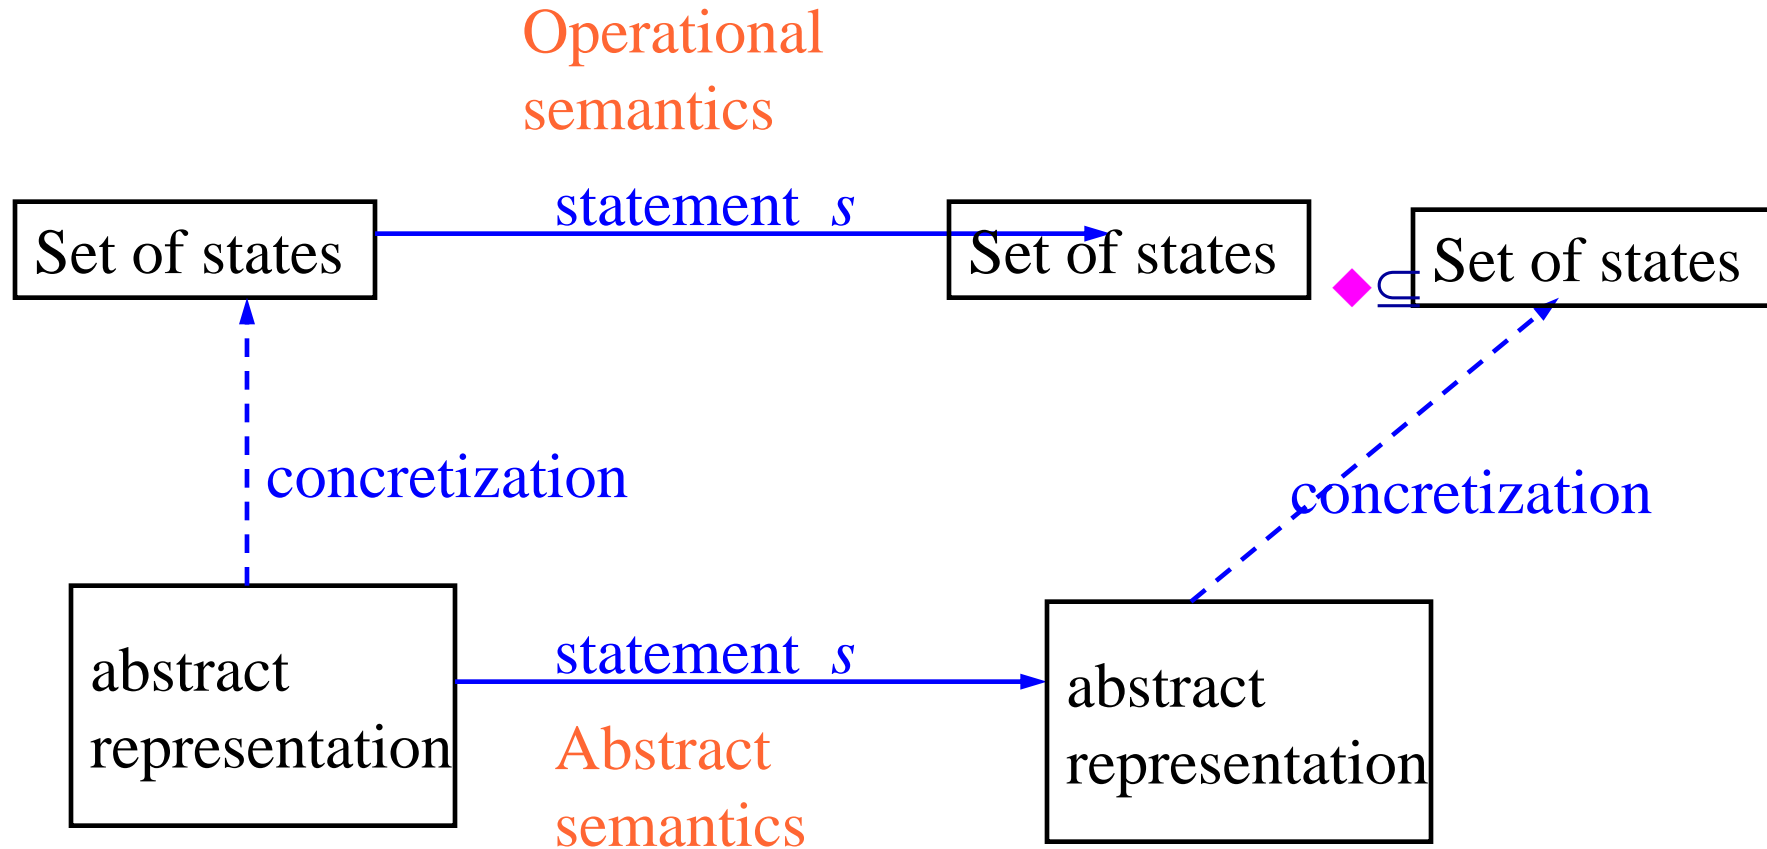 Operational
semantics
statement s
Set of states
Set of states
⊆
Set of states
concretization
concretization
abstract
representation
statement s
abstract
representation
Abstract
semantics